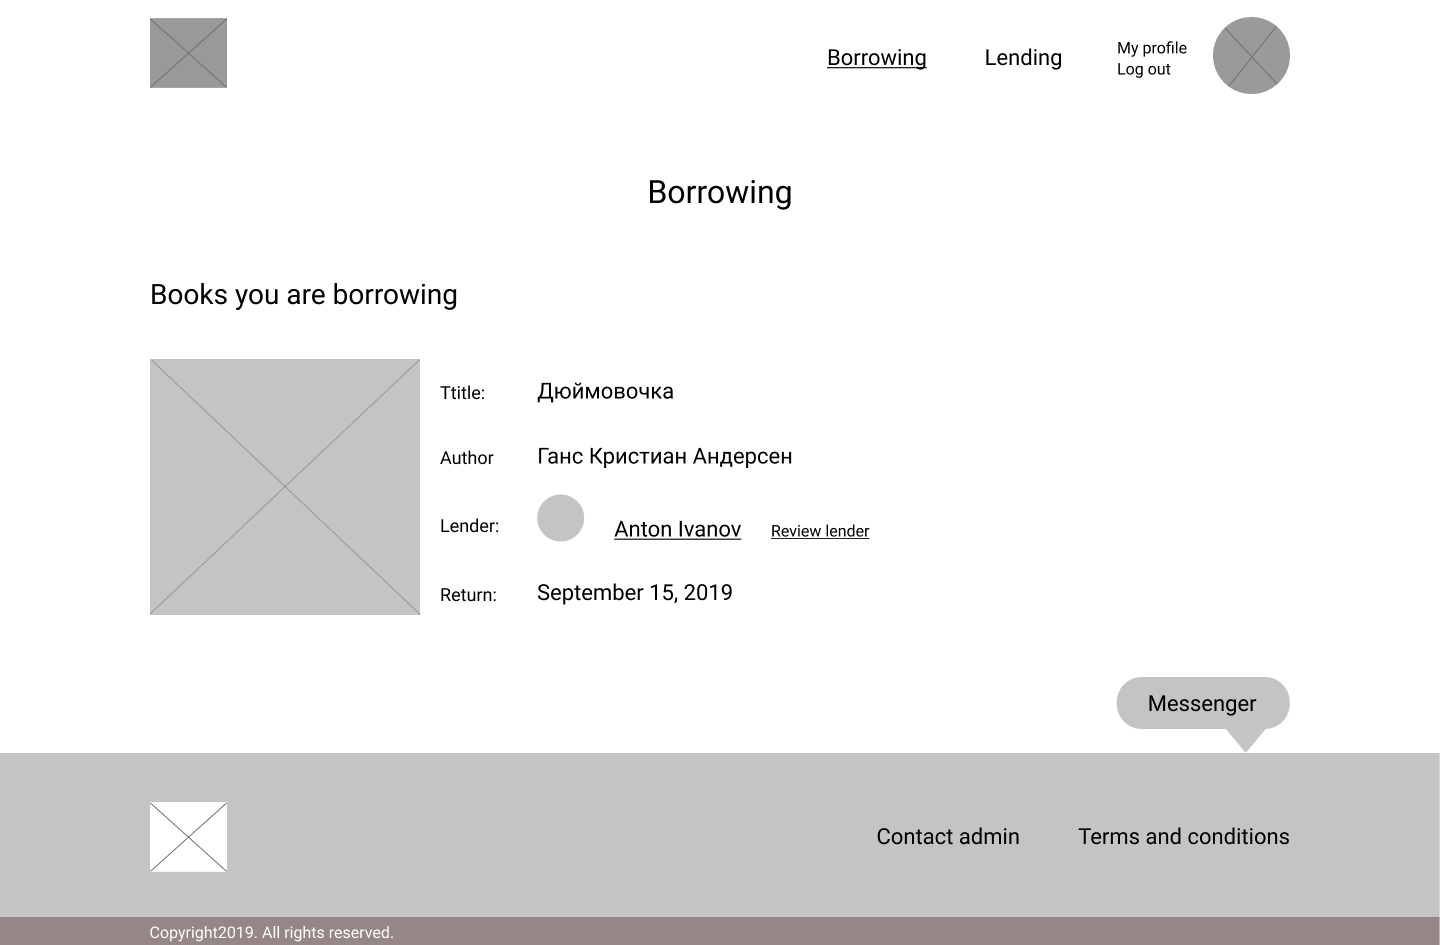 Borrowing
Lending
My profile
Log out
Borrowing
Books you are borrowing
Ttitle: Дюймовочка
Author Ганс Кристиан Андерсен
Lender: Anton Ivanov Review lender
Return: September 15, 2019
Messenger
Contact admin
Terms and conditions
Copyright2019. All rights reserved.